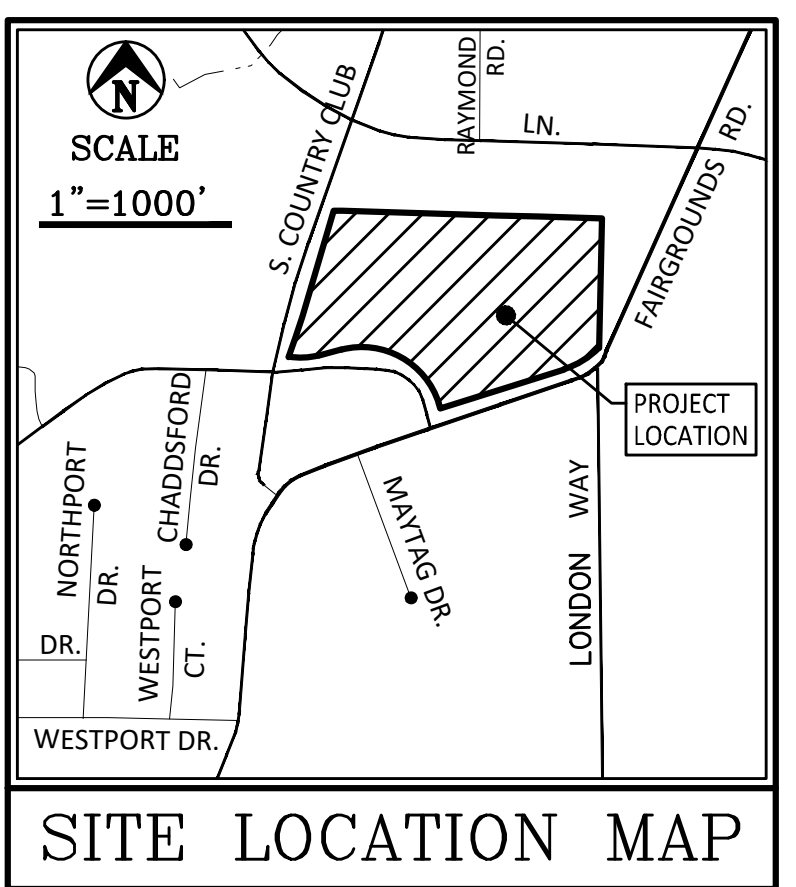 N
SCALE
1"=1000'
S. COUNTRY CLUB
RAYMOND
RD.
LN.
FAIRGROUNDS RD.
PROJECT
LOCATION
CHADDSFORD
DR.
NORTHPORT
DR.
WESTPORT
CT.
MAYTAG DR.
LONDON WAY
DR.
WESTPORT DR.
SITE LOCATION MAP